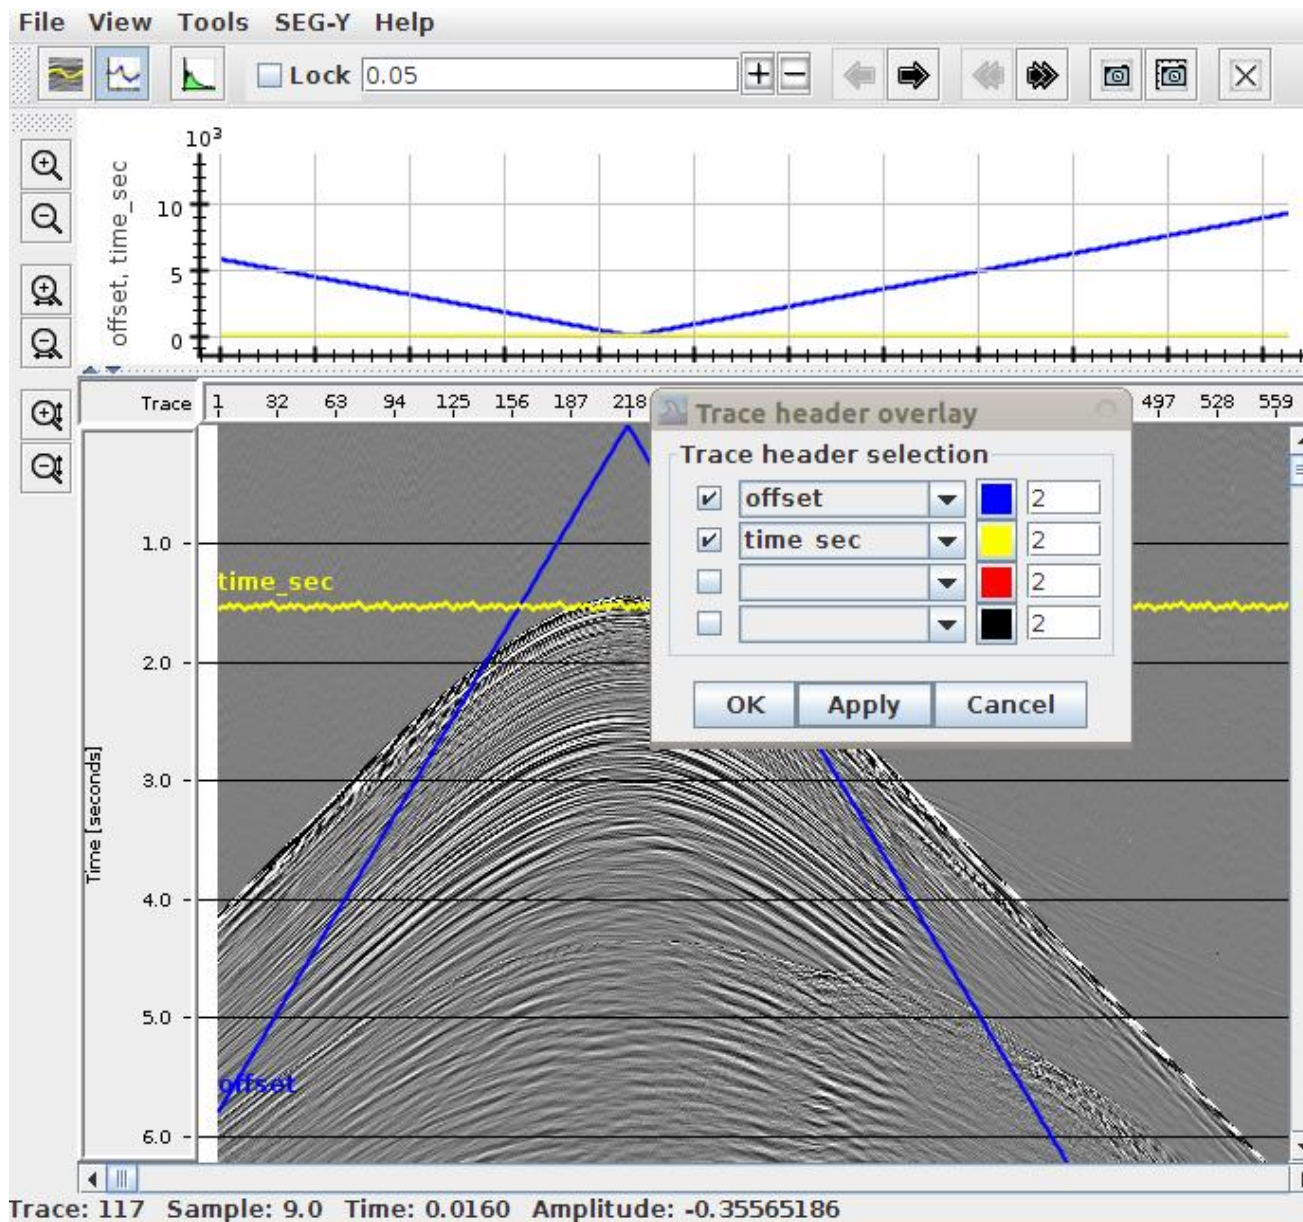 File View Tools SEG-Y Help
Lock 0.05
10³
offset, time_sec
10
5
0
Trace 1 32 63 94 125 156 187 218 497 528 559
Trace header overlay
Trace header selection
offset 2
time sec 2
2
2
OK Apply Cancel
Time [seconds]
1.0
time_sec
2.0
3.0
4.0
5.0
offset
6.0
Trace: 117 Sample: 9.0 Time: 0.0160 Amplitude: -0.35565186